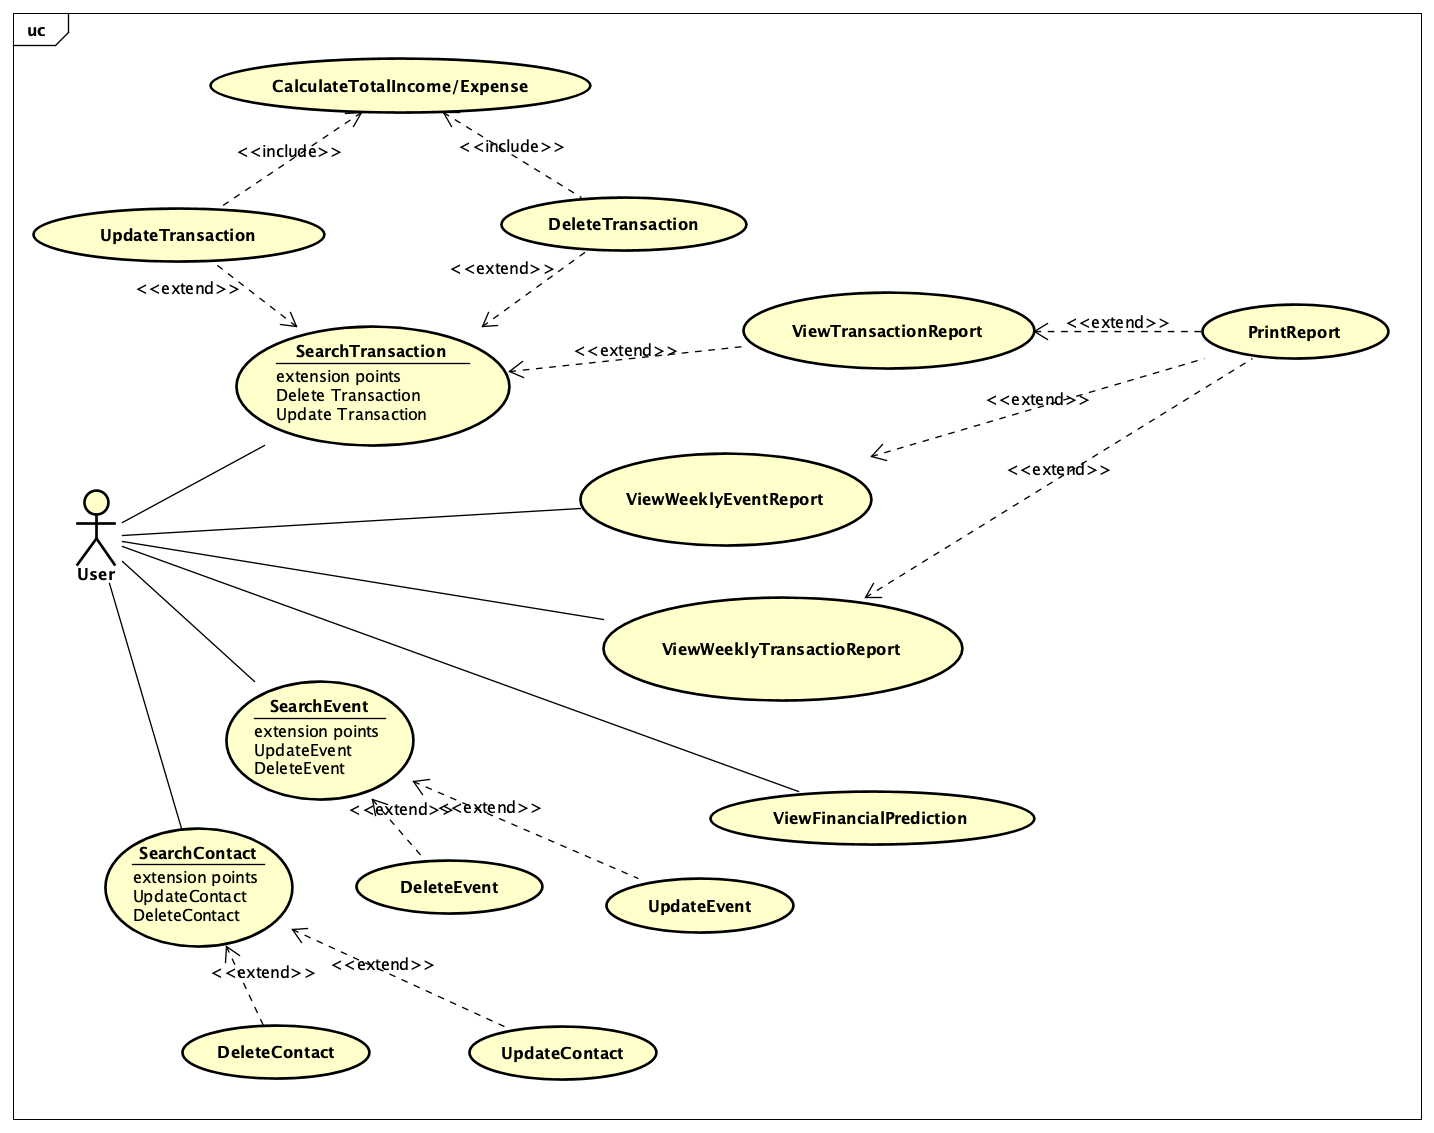 uc
CalculateTotalIncome/Expense
<<include>>
<<include>>
UpdateTransaction
DeleteTransaction
<<extend>>
<<extend>>
SearchTransaction
extension points
Delete Transaction
Update Transaction
<<extend>>
ViewTransactionReport
<<extend>>
PrintReport
<<extend>>
<<extend>>
ViewWeeklyEventReport
User
ViewWeeklyTransactioReport
SearchEvent
extension points
UpdateEvent
DeleteEvent
<<extend>>
<<extend>>
ViewFinancialPrediction
DeleteEvent
UpdateEvent
SearchContact
extension points
UpdateContact
DeleteContact
<<extend>>
<<extend>>
DeleteContact
UpdateContact